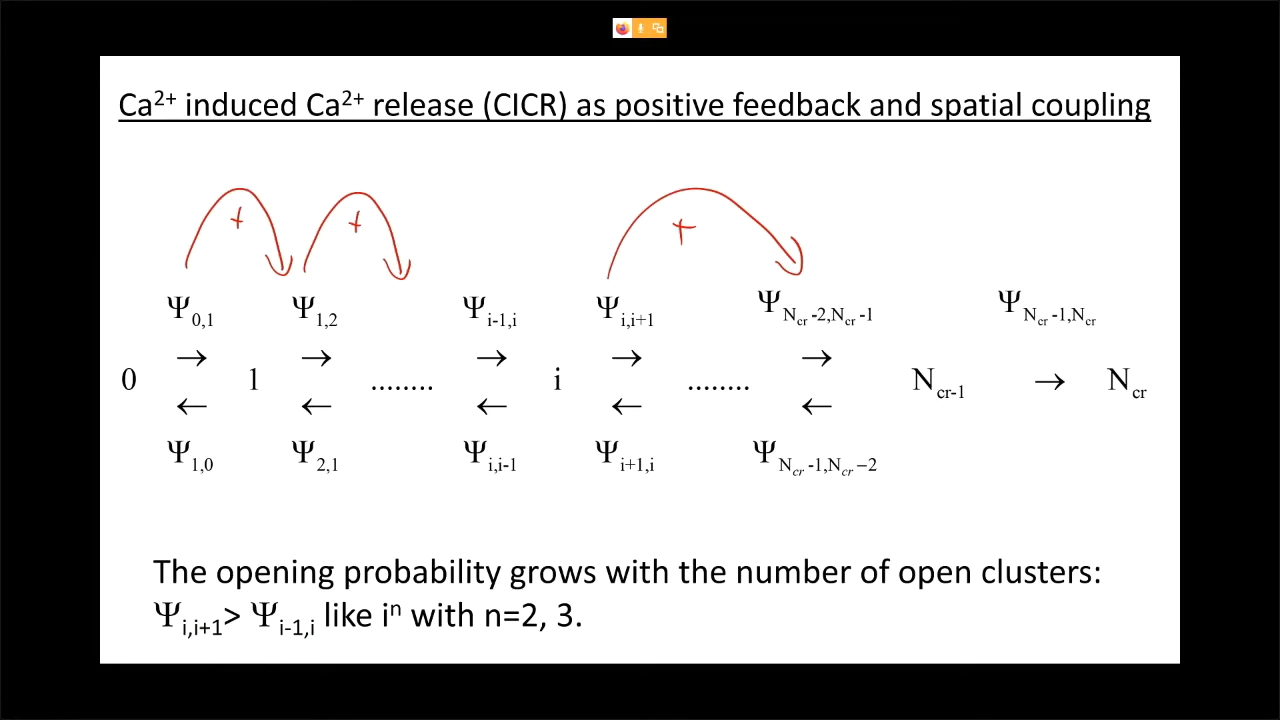 Ca²⁺ induced Ca²⁺ release (CICR) as positive feedback and spatial coupling
+ + +
Ψ0,1 Ψ1,2 Ψi-1,i Ψi,i+1 ΨNcr-2,Ncr-1 ΨNcr-1,Ncr
→ → → → →
0 1 ........ i ........ Ncr-1 → Ncr
← ← ← ← ←
Ψ1,0 Ψ2,1 Ψi,i-1 Ψi+1,i ΨNcr-1,Ncr−2
The opening probability grows with the number of open clusters:
Ψi,i+1> Ψi-1,i like iⁿ with n=2, 3.